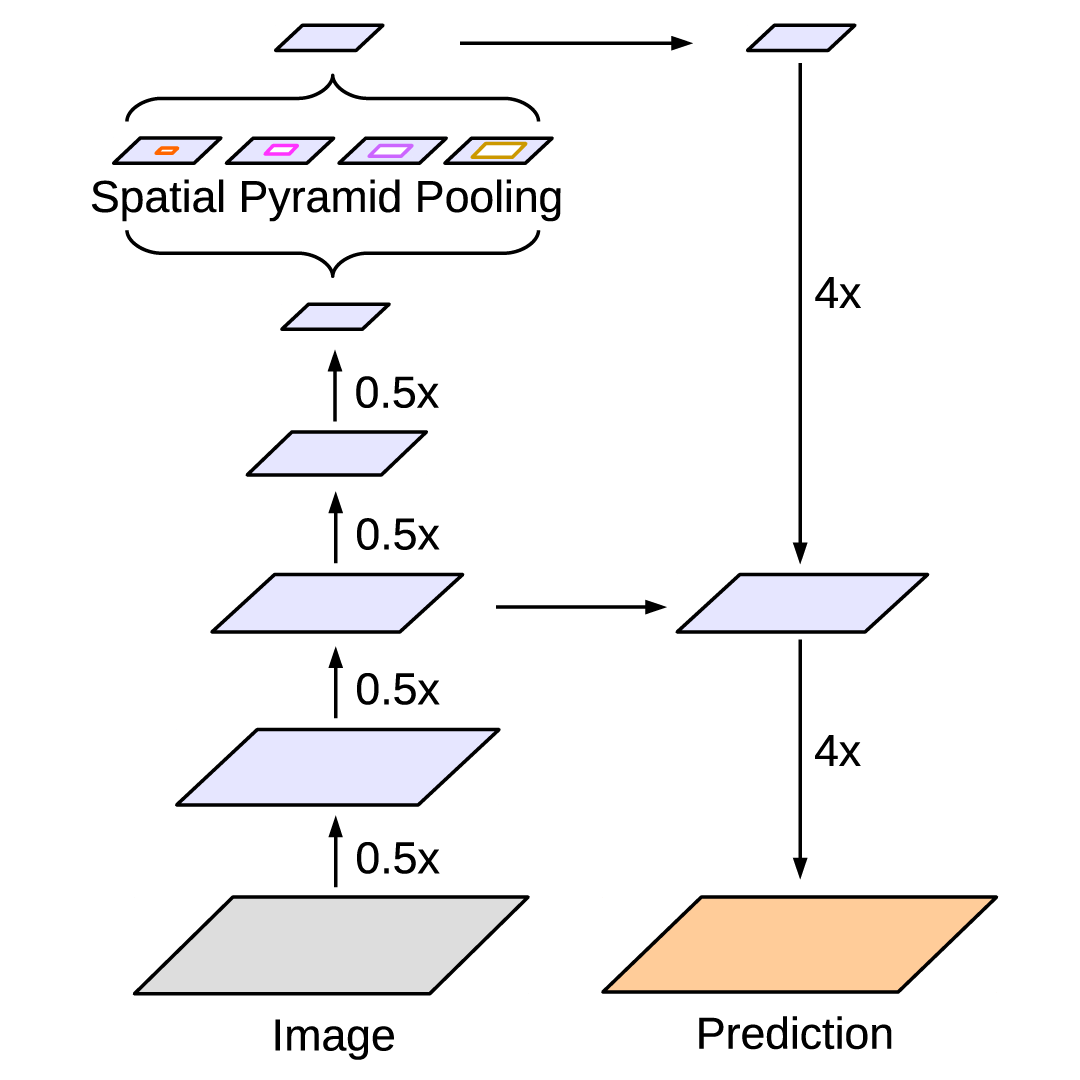 Spatial Pyramid Pooling
0.5x
0.5x
0.5x
0.5x
Image
4x
4x
Prediction